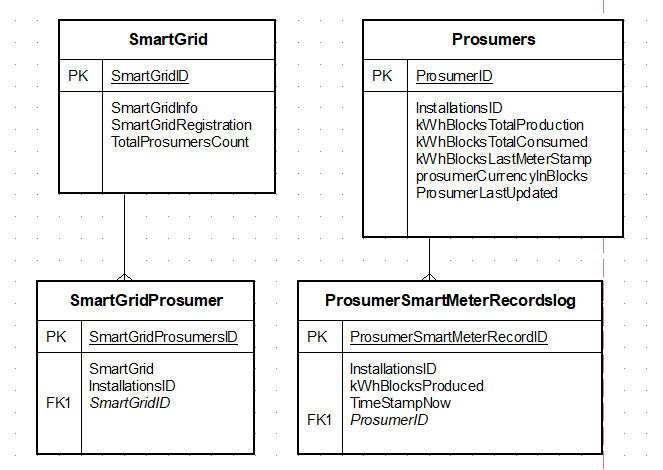 SmartGrid
PK SmartGridID
SmartGridInfo
SmartGridRegistration
TotalProsumersCount
Prosumers
PK ProsumerID
InstallationsID
kWhBlocksTotalProduction
kWhBlocksTotalConsumed
kWhBlocksLastMeterStamp
prosumerCurrencyInBlocks
ProsumerLastUpdated
SmartGridProsumer
PK SmartGridProsumersID
SmartGrid
InstallationsID
FK1 SmartGridID
ProsumerSmartMeterRecordslog
PK ProsumerSmartMeterRecordID
InstallationsID
kWhBlocksProduced
TimeStampNow
FK1 ProsumerID